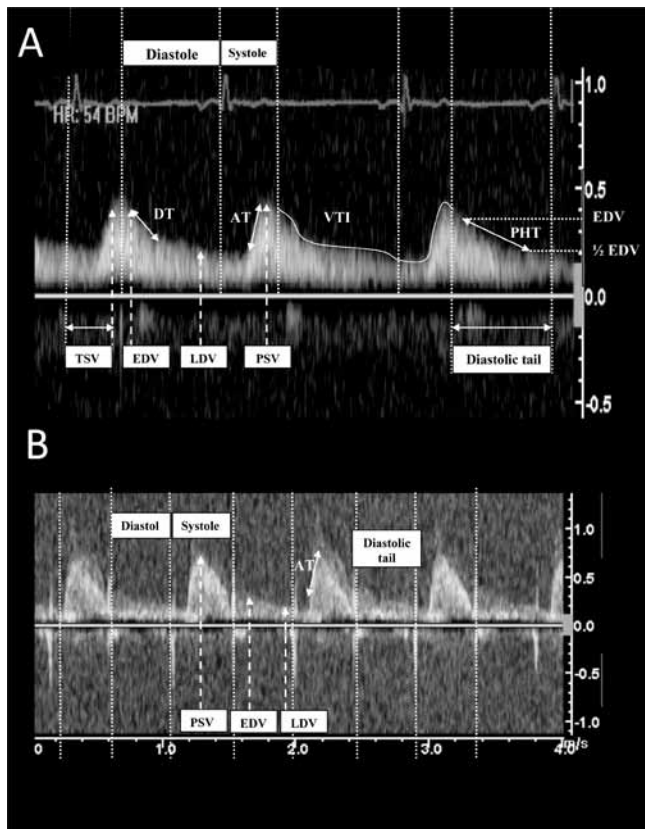 A
Diastole
Systole
1.0
HR: 54 BPM
0.5
DT
AT
VTI
EDV
PHT
½ EDV
0.0
TSV
EDV
LDV
PSV
Diastolic tail
-0.5
B
Diastol
Systole
Diastolic
tail
1.0
AT
0.5
0.0
-0.5
PSV
EDV
LDV
-1.0
0
1.0
2.0
3.0
4.0
m/s